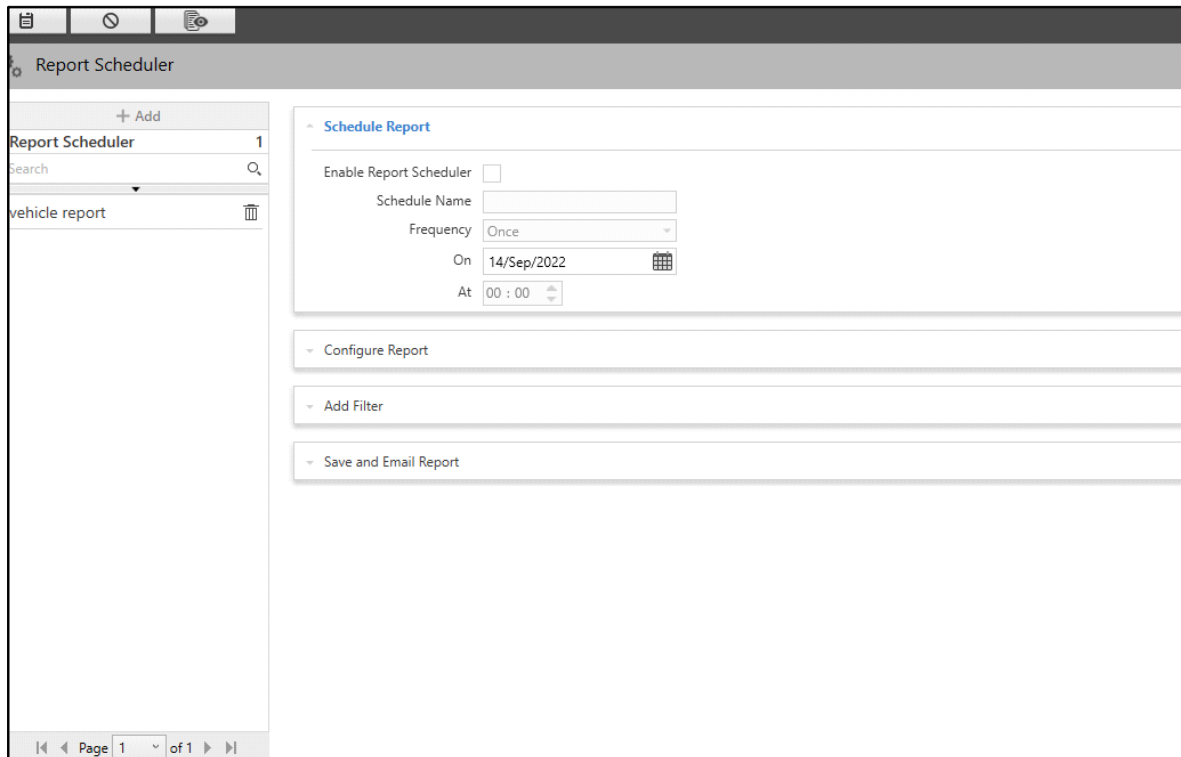 Report Scheduler
+ Add
Report Scheduler 1
Search
vehicle report
Page 1 of 1
Schedule Report
Enable Report Scheduler
Schedule Name
Frequency Once
On 14/Sep/2022
At 00 : 00
Configure Report
Add Filter
Save and Email Report